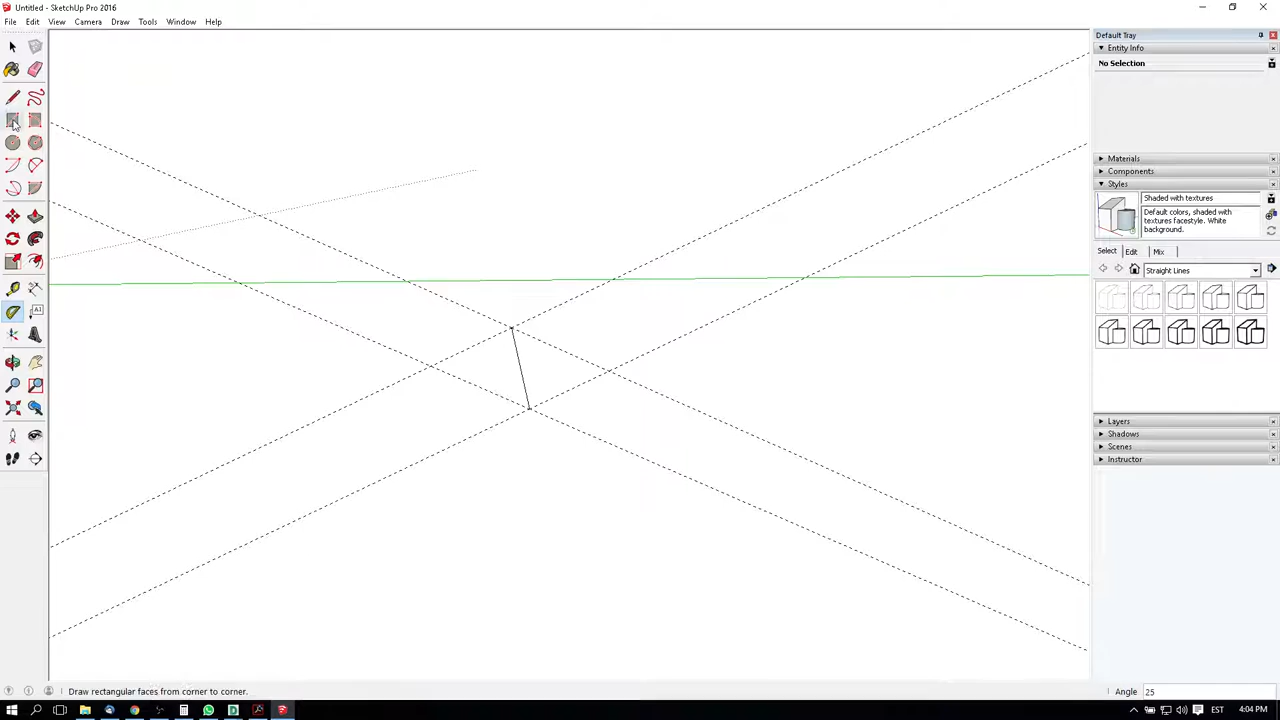 Untitled - SketchUp Pro 2016
File Edit View Camera Draw Tools Window Help
Default Tray
Entity Info
No Selection
Materials
Components
Styles
Shaded with textures
Default colors, shaded with
textures facestyle. White
background.
Select Edit Mix
Straight Lines
Layers
Shadows
Scenes
Instructor
Draw rectangular faces from corner to corner.
Angle 25
EST 4:04 PM